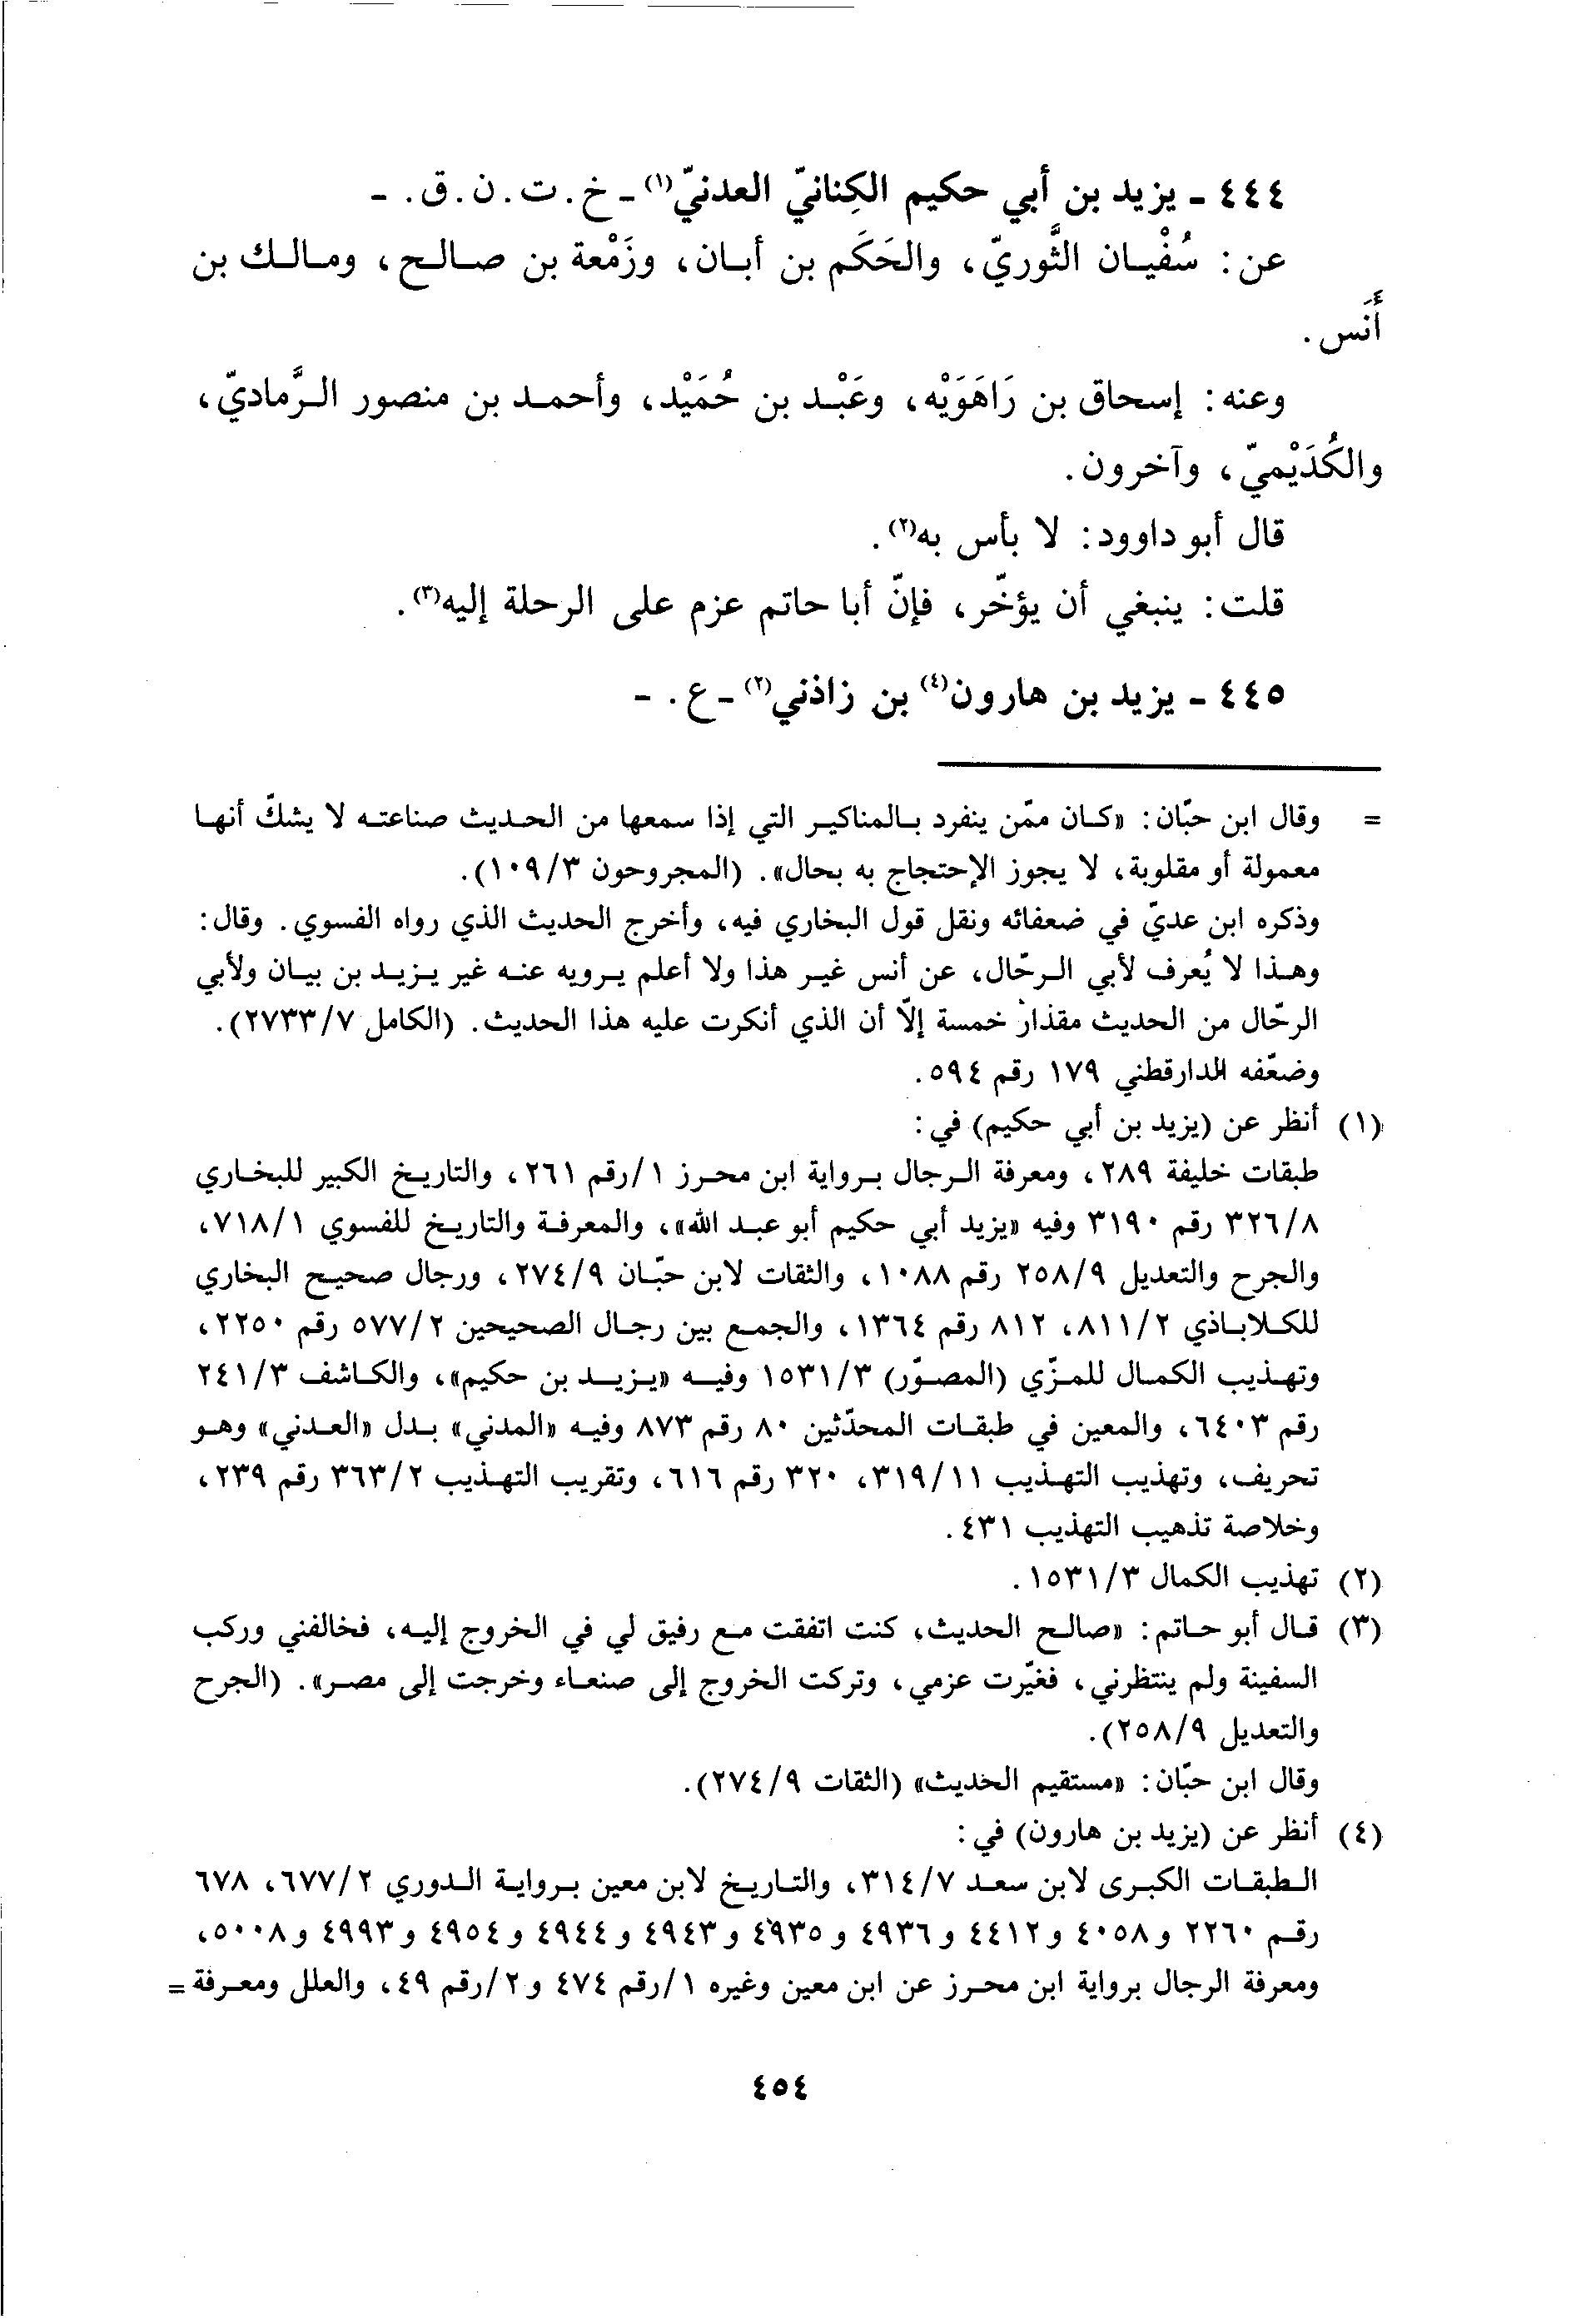 ٤٤٤ - يزيد بن أبي حكيم الكِنانيّ العدنيّ(١) - خ. ت. ن. ق. -
عن: سُفْيان الثَّوريّ، والحَكَم بن أبان، وزَمْعة بن صالح، ومالك بن
أَنَس.
وعنه: إسحاق بن رَاهَوَيْه، وعَبْد بن حُمَيْد، وأحمد بن منصور الرَّماديّ،
والكُدَيْميّ، وآخرون.
قال أبو داوود: لا بأس به(٢).
قلت: ينبغي أن يؤخّر، فإنّ أبا حاتم عزم على الرحلة إليه(٣).
٤٤٥ - يزيد بن هارون(٤) بن زاذني(٢) - ع. -
= وقال ابن حبّان: «كان ممّن ينفرد بالمناكير التي إذا سمعها من الحديث صناعته لا يشكّ أنها
معمولة أو مقلوبة، لا يجوز الإحتجاج به بحال». (المجروحون ١٠٩/٣).
وذكره ابن عديّ في ضعفائه ونقل قول البخاري فيه، وأخرج الحديث الذي رواه الفسوي. وقال:
وهذا لا يُعرف لأبي الرحّال، عن أنس غير هذا ولا أعلم يرويه عنه غير يزيد بن بيان ولأبي
الرحّال من الحديث مقذار خمسة إلّا أن الذي أنكرت عليه هذا الحديث. (الكامل ٢٧٣٣/٧).
وضعّفه الدارقطني ١٧٩ رقم ٥٩٤.
(١) أنظر عن (يزيد بن أبي حكيم) في:
طبقات خليفة ٢٨٩، ومعرفة الرجال برواية ابن محرز ١/رقم ٢٦١، والتاريخ الكبير للبخاري
٣٢٦/٨ رقم ٣١٩٠ وفيه «يزيد أبي حكيم أبو عبد الله»، والمعرفة والتاريخ للفسوي ٧١٨/١،
والجرح والتعديل ٢٥٨/٩ رقم ١٠٨٨، والثقات لابن حبّان ٢٧٤/٩، ورجال صحيح البخاري
للكلاباذي ٨١١/٢، ٨١٢ رقم ١٣٦٤، والجمع بين رجال الصحيحين ٥٧٧/٢ رقم ٢٢٥٠،
وتهذيب الكمال للمزّي (المصوّر) ١٥٣١/٣ وفيه «يزيد بن حكيم»، والكاشف ٢٤١/٣
رقم ٦٤٠٣، والمعين في طبقات المحدّثين ٨٠ رقم ٨٧٣ وفيه «المدني» بدل «العدني» وهو
تحريف، وتهذيب التهذيب ٣١٩/١١، ٣٢٠ رقم ٦١٦، وتقريب التهذيب ٣٦٣/٢ رقم ٢٣٩،
وخلاصة تذهيب التهذيب ٤٣١.
(٢) تهذيب الكمال ١٥٣١/٣.
(٣) قال أبو حاتم: «صالح الحديث، كنت اتفقت مع رفيق لي في الخروج إليه، فخالفني وركب
السفينة ولم ينتظرني، فغيّرت عزمي، وتركت الخروج إلى صنعاء وخرجت إلى مصر». (الجرح
والتعديل ٢٥٨/٩).
وقال ابن حبّان: «مستقيم الحديث» (الثقات ٢٧٤/٩).
(٤) أنظر عن (يزيد بن هارون) في:
الطبقات الكبرى لابن سعد ٣١٤/٧، والتاريخ لابن معين برواية الدوري ٦٧٧/٢، ٦٧٨
رقم ٢٢٦٠ و٤٠٥٨ و٤٤١٢ و٤٩٣٦ و٤٩٣٥ و٤٩٤٣ و٤٩٤٤ و٤٩٥٤ و٤٩٩٣ و٥٠٠٨،
ومعرفة الرجال برواية ابن محرز عن ابن معين وغيره ١/رقم ٤٧٤ و٢/رقم ٤٩، والعلل ومعرفة =
٤٥٤